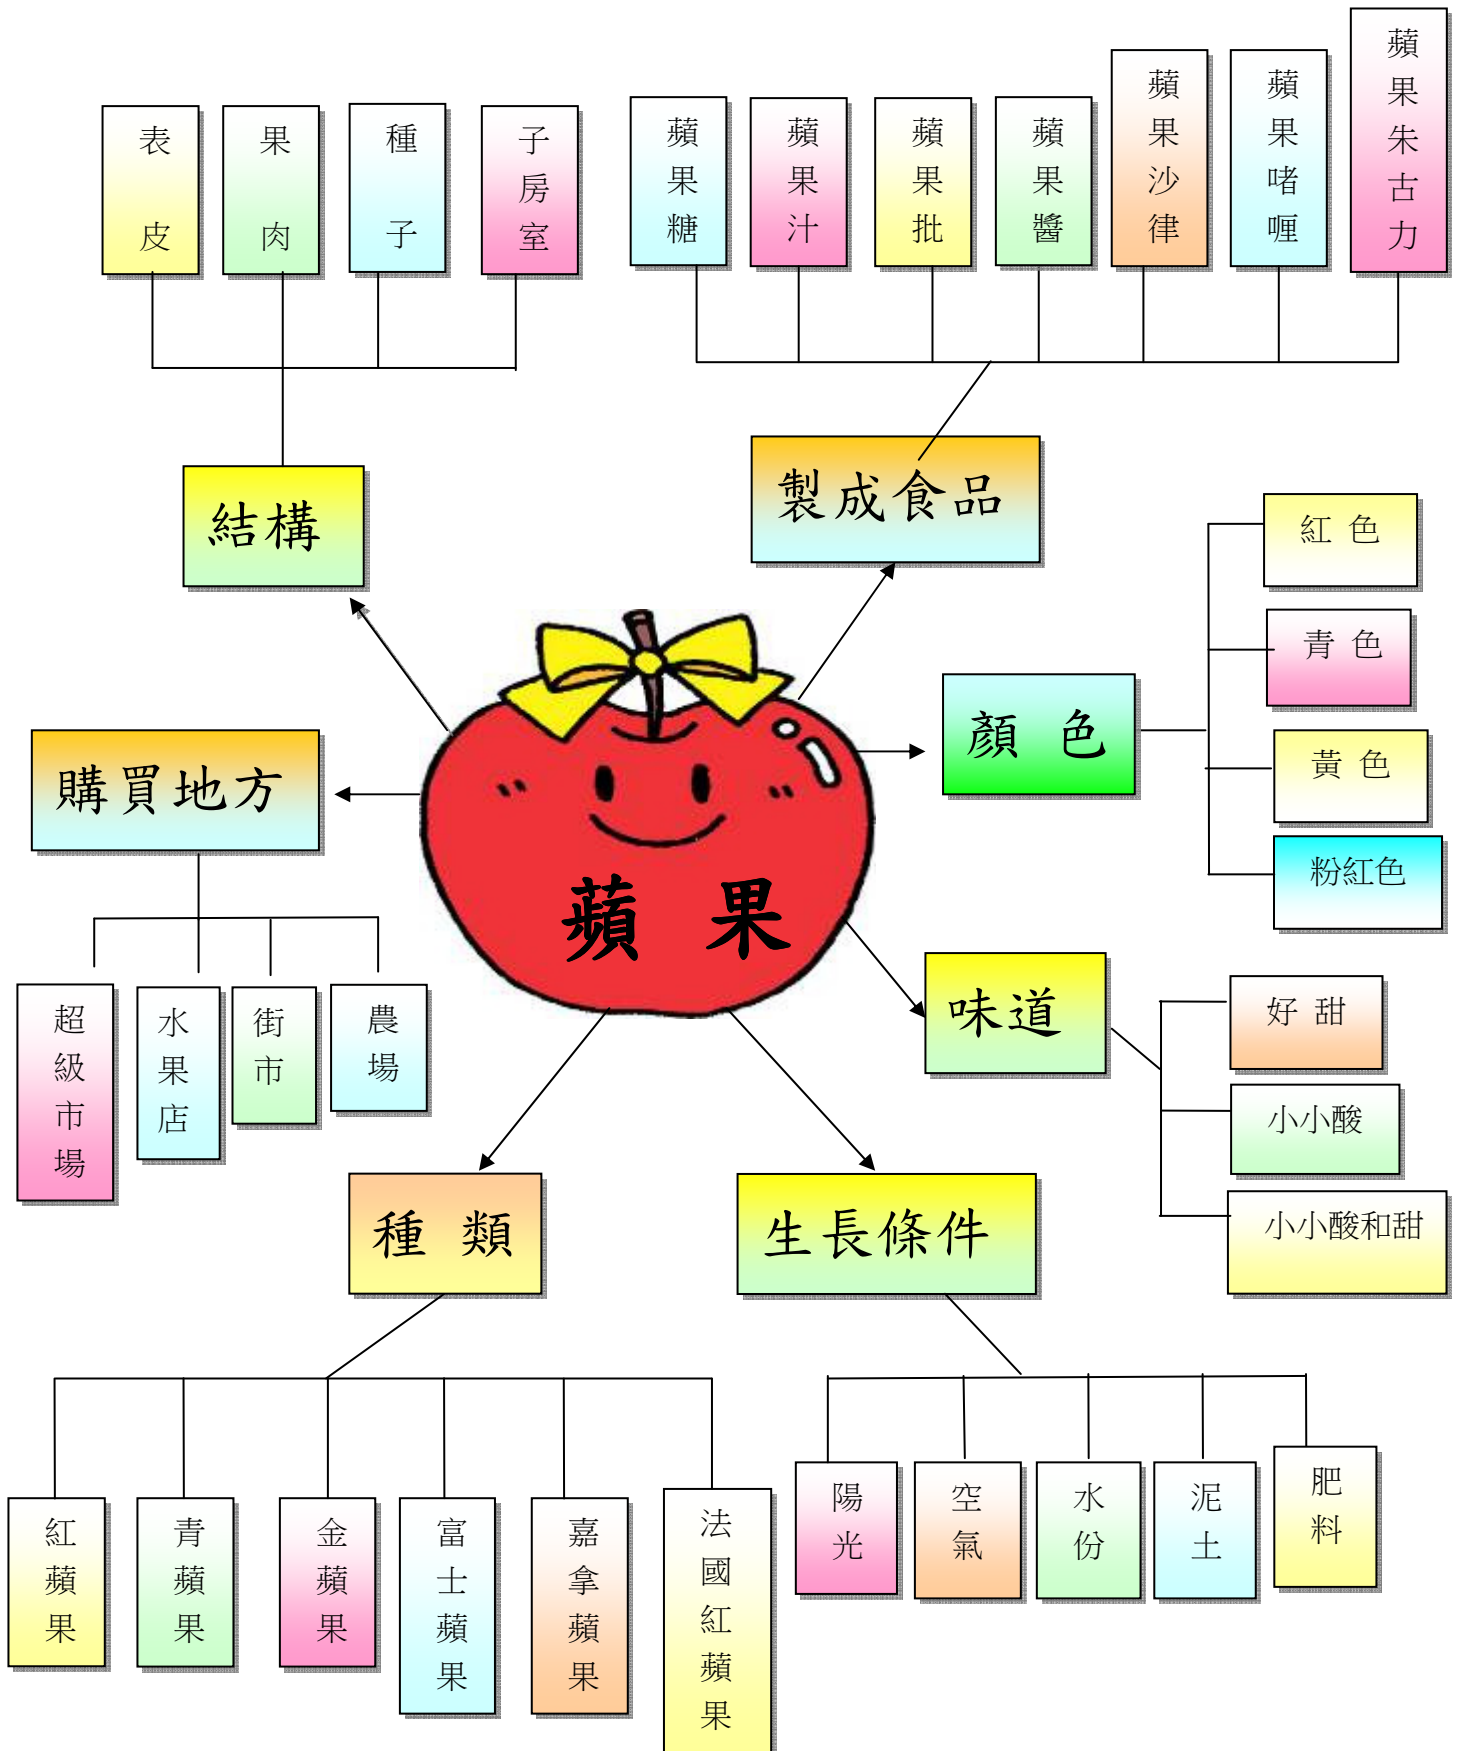 表皮
果肉
種子
子房室
蘋果糖
蘋果汁
蘋果批
蘋果醬
蘋果沙律
蘋果啫喱
蘋果朱古力
結構
製成食品
紅 色
青 色
黃 色
粉紅色
顏 色
購買地方
蘋 果
超級市場
水果店
街市
農場
味道
好 甜
小小酸
小小酸和甜
種 類
生長條件
紅蘋果
青蘋果
金蘋果
富士蘋果
嘉拿蘋果
法國紅蘋果
陽光
空氣
水份
泥土
肥料